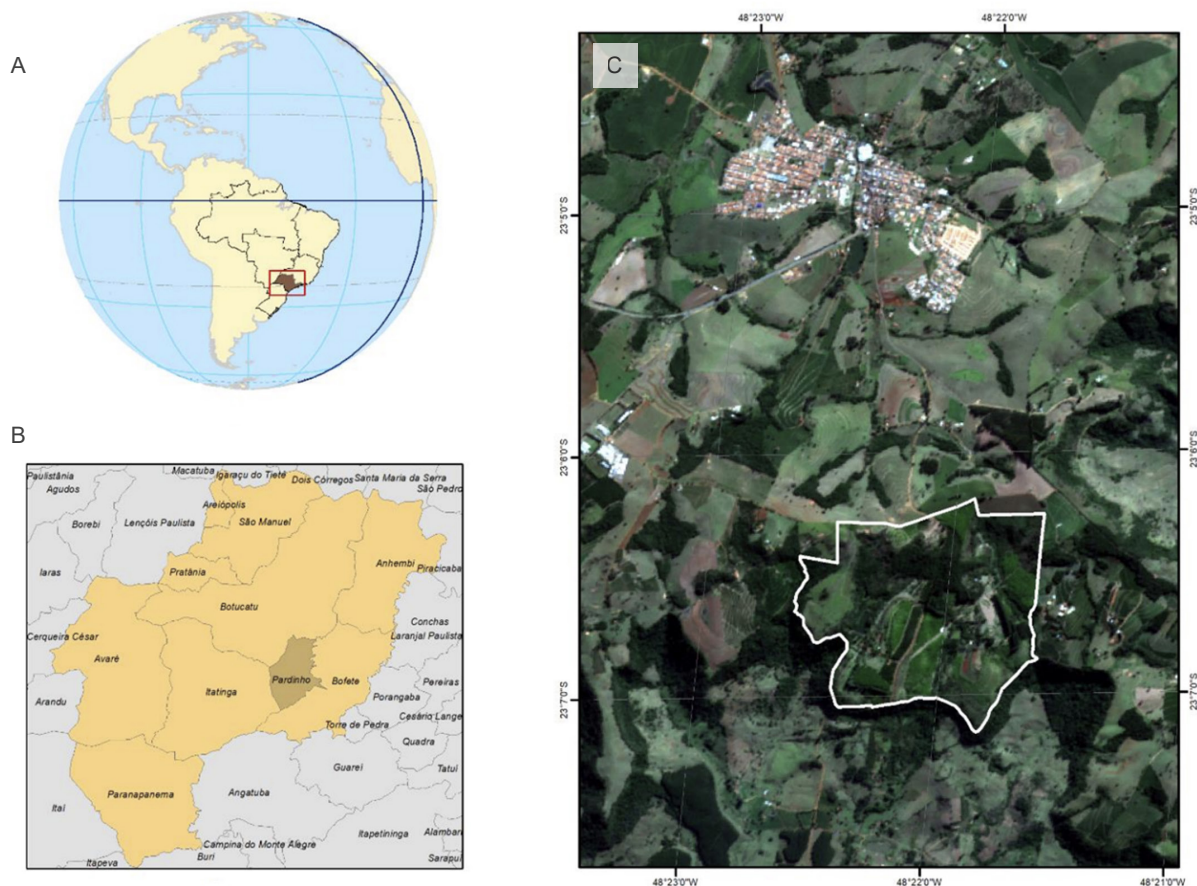 A
B
Macatuba
Igaraçu do Tietê
Dois Córregos
Santa Maria da Serra
São Pedro
Paulistânia
Agudos
Borebi
Lençóis Paulista
Areiópolis
São Manuel
Anhembi
Piracicaba
Iaras
Pratânia
Botucatu
Conchas
Laranjal Paulista
Cerqueira César
Avaré
Pardinho
Bofete
Pereiras
Itatinga
Porangaba
Arandu
Cesário Lange
Torre de Pedra
Quadra
Guareí
Tatuí
Paranapanema
Angatuba
Itaí
Itapetininga
Alambari
Campina do Monte Alegre
Buri
Itapeva
Sarapuí
C
48°23'0"W
48°22'0"W
23°5'0"S
23°5'0"S
23°6'0"S
23°6'0"S
23°7'0"S
23°7'0"S
48°23'0"W
48°22'0"W
48°21'0"W